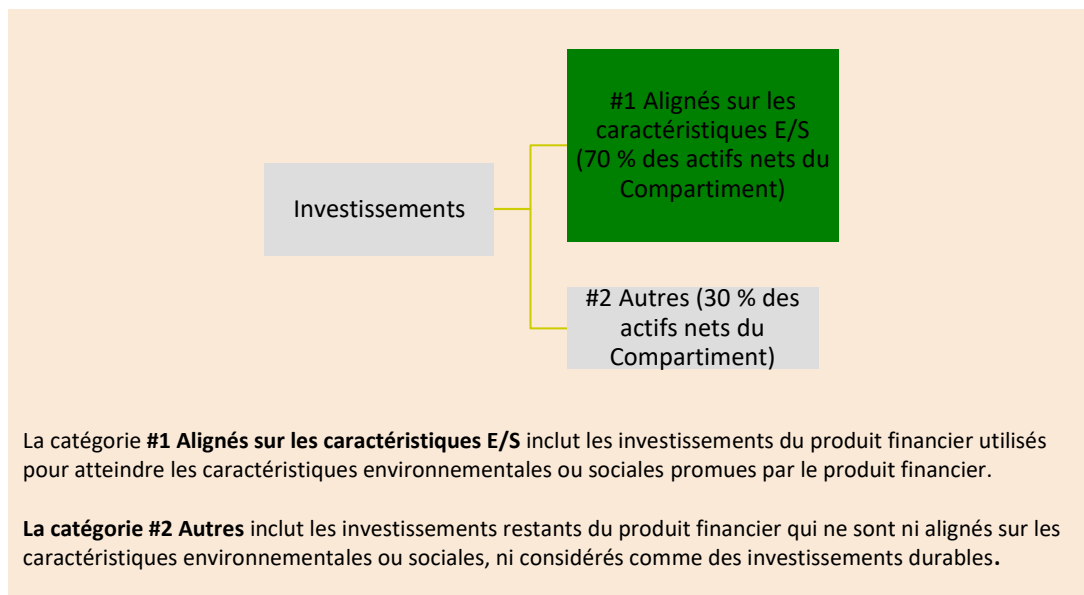 #1 Alignés sur les
caractéristiques E/S
(70 % des actifs nets du
Compartiment)
Investissements
#2 Autres (30 % des
actifs nets du
Compartiment)
La catégorie #1 Alignés sur les caractéristiques E/S inclut les investissements du produit financier utilisés
pour atteindre les caractéristiques environnementales ou sociales promues par le produit financier.
La catégorie #2 Autres inclut les investissements restants du produit financier qui ne sont ni alignés sur les
caractéristiques environnementales ou sociales, ni considérés comme des investissements durables.